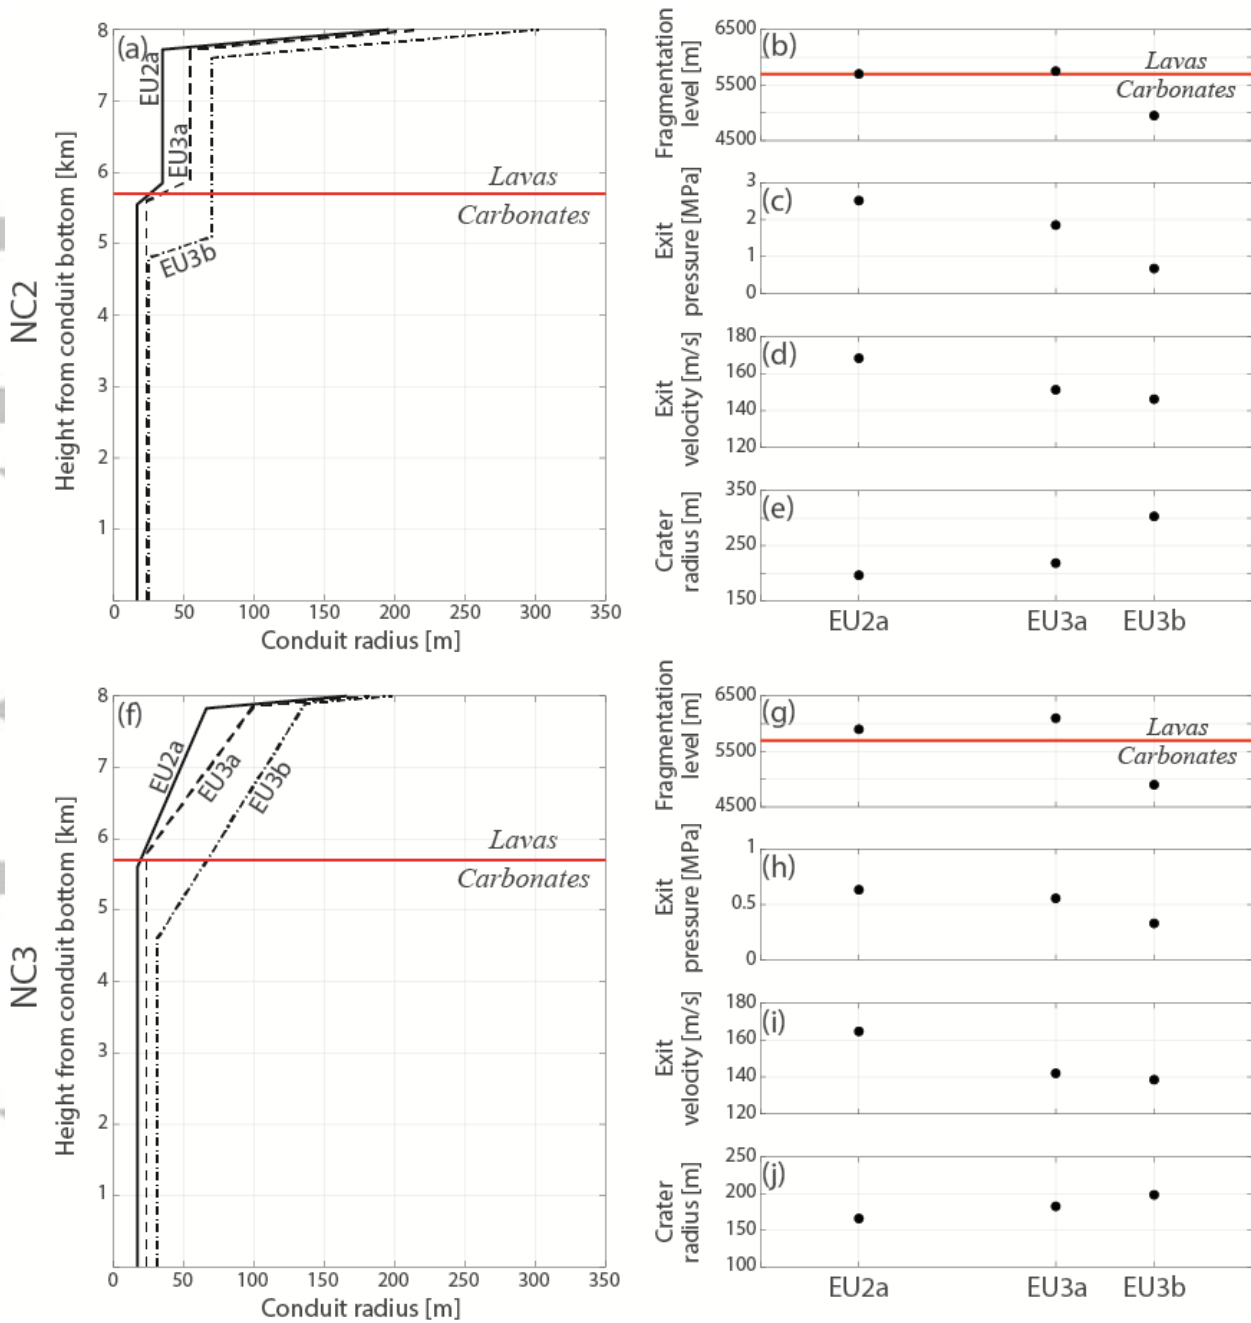 NC2
Height from conduit bottom [km]
(a)
8
7
6
5
4
3
2
1
0
50
100
150
200
250
300
350
Conduit radius [m]
EU2a
EU3a
EU3b
Lavas
Carbonates
Fragmentation
level [m]
(b)
6500
5500
4500
Lavas
Carbonates
Exit
pressure [MPa]
(c)
3
2
1
0
Exit
velocity [m/s]
(d)
180
160
140
120
Crater
radius [m]
(e)
350
250
150
EU2a
EU3a
EU3b
NC3
Height from conduit bottom [km]
(f)
8
7
6
5
4
3
2
1
0
50
100
150
200
250
300
350
Conduit radius [m]
EU2a
EU3a
EU3b
Lavas
Carbonates
Fragmentation
level [m]
(g)
6500
5500
4500
Lavas
Carbonates
Exit
pressure [MPa]
(h)
1
0.5
0
Exit
velocity [m/s]
(i)
180
160
140
120
Crater
radius [m]
(j)
250
200
150
100
EU2a
EU3a
EU3b